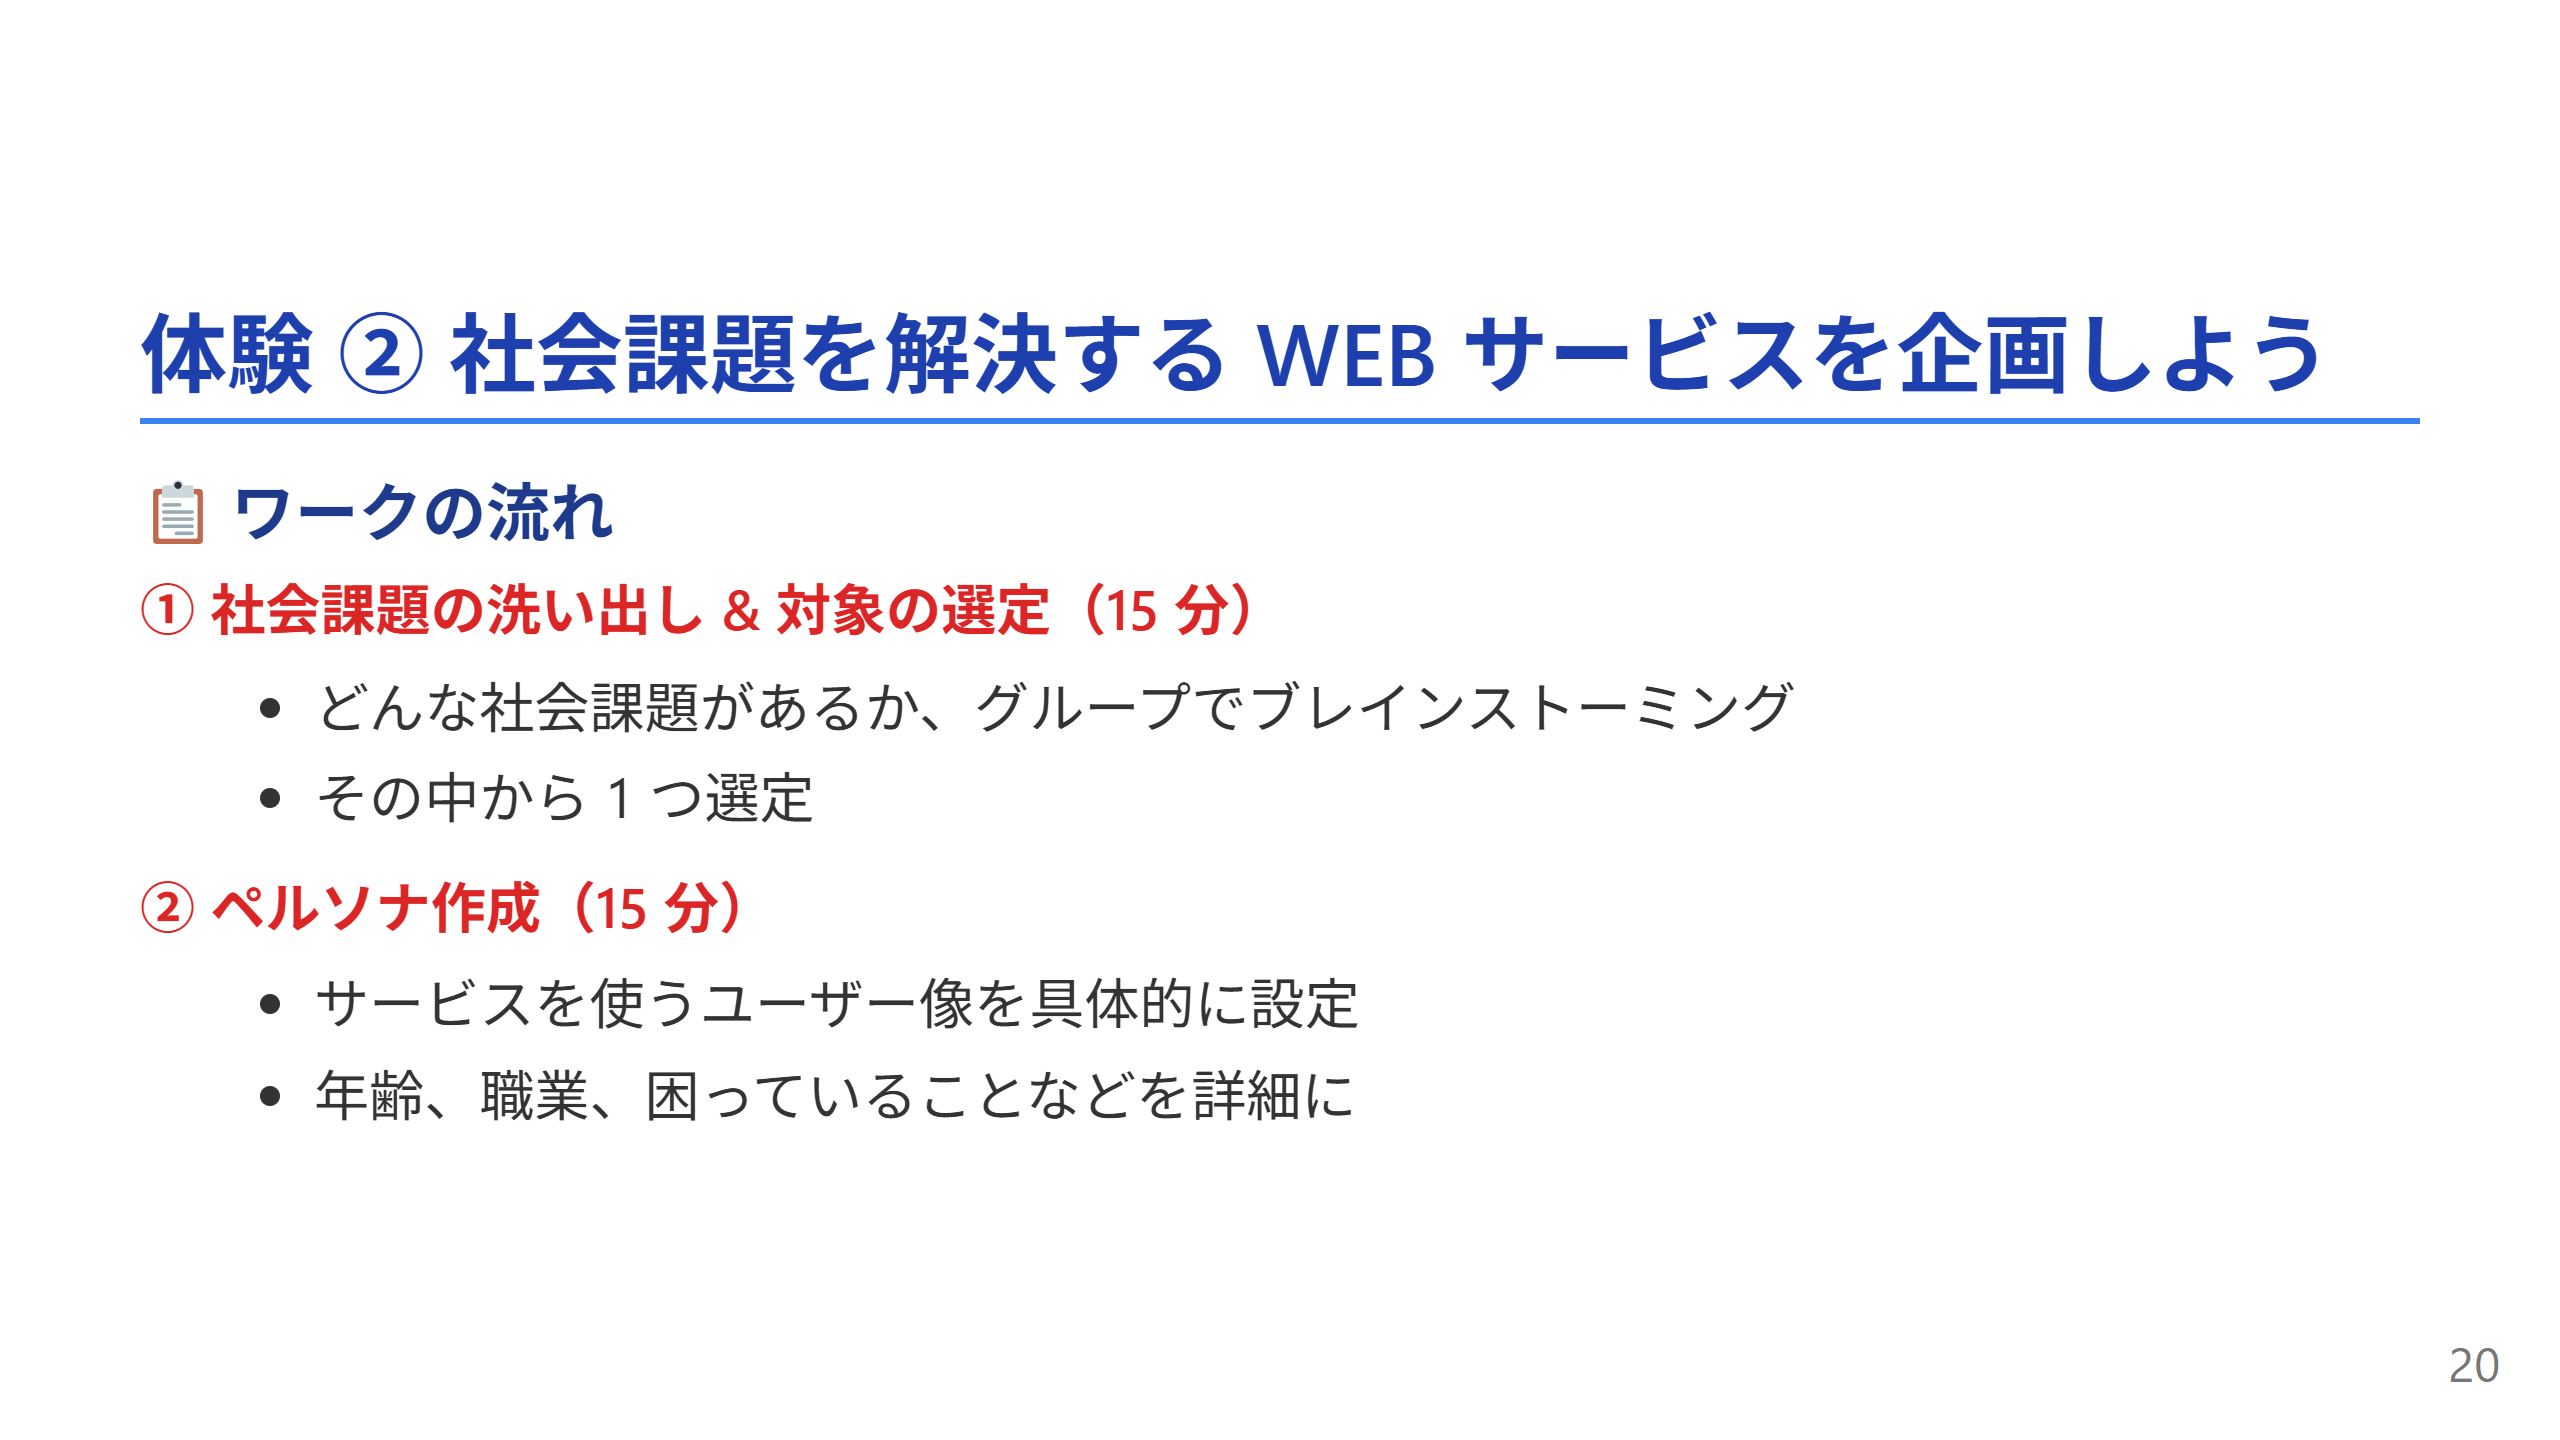 体験 ② 社会課題を解決する WEB サービスを企画しよう
📋 ワークの流れ
① 社会課題の洗い出し & 対象の選定（15 分）
• どんな社会課題があるか、グループでブレインストーミング
• その中から 1 つ選定
② ペルソナ作成（15 分）
• サービスを使うユーザー像を具体的に設定
• 年齢、職業、困っていることなどを詳細に
20